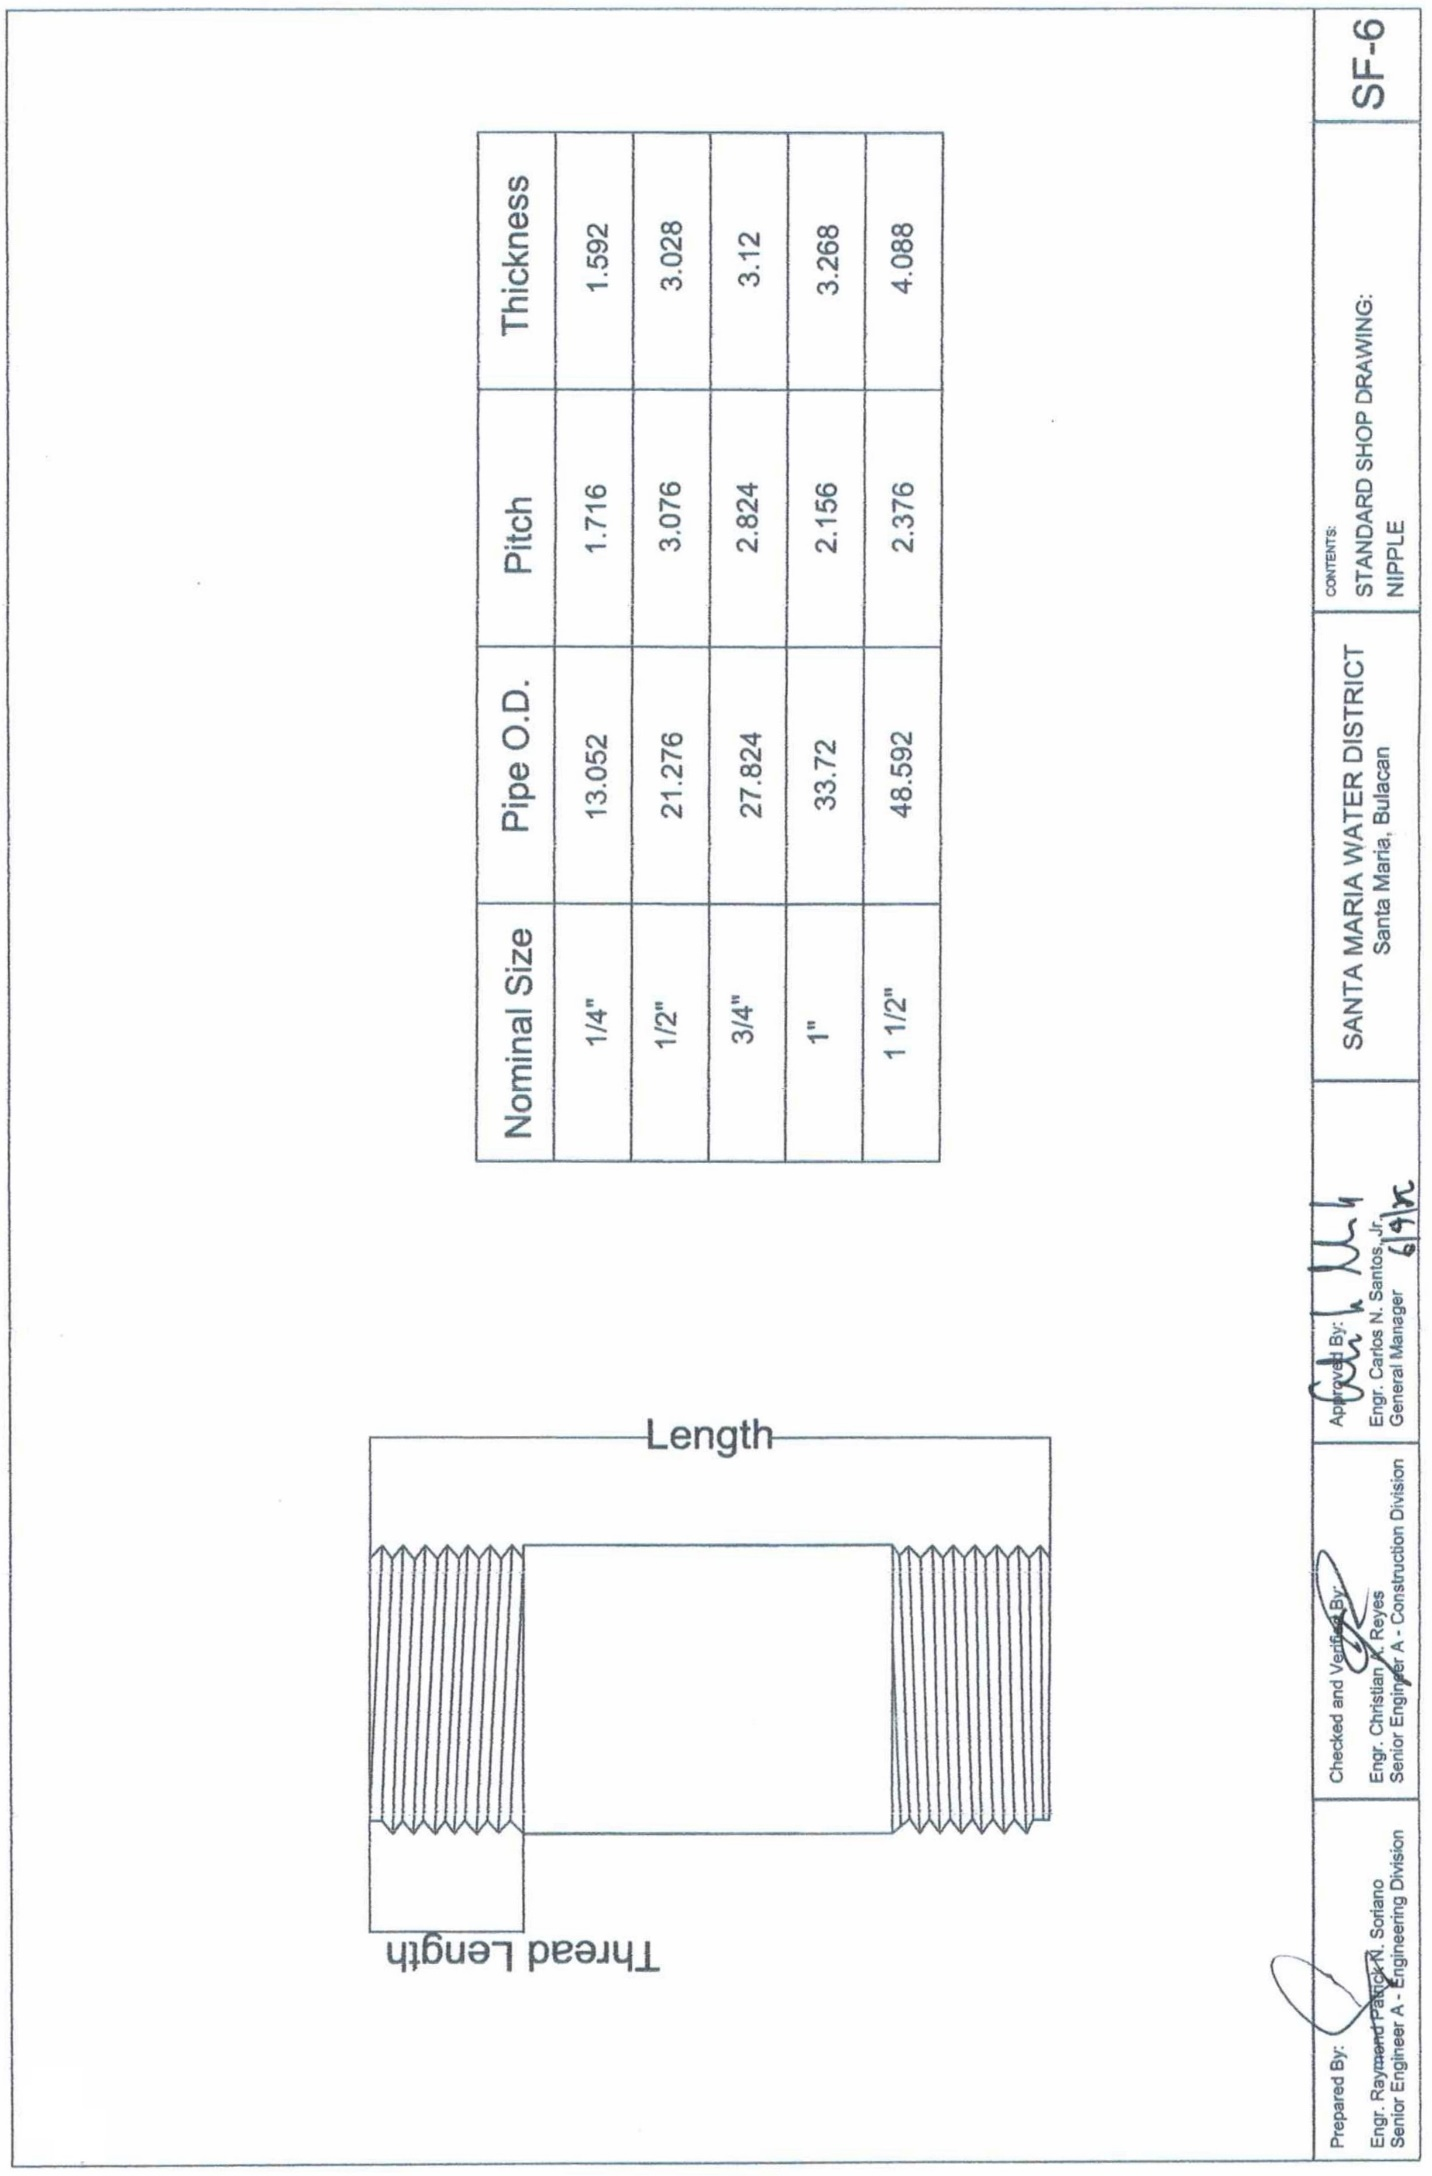 Thread Length
Length
Nominal Size Pipe O.D. Pitch Thickness
1/4" 13.052 1.716 1.592
1/2" 21.276 3.076 3.028
3/4" 27.824 2.824 3.12
1" 33.72 2.156 3.268
1 1/2" 48.592 2.376 4.088
Prepared By:
Engr. Raymond Patrick N. Soriano
Senior Engineer A - Engineering Division
Checked and Verified By:
Engr. Christian A. Reyes
Senior Engineer A - Construction Division
Approved By:
Engr. Carlos N. Santos, Jr.
General Manager
SANTA MARIA WATER DISTRICT
Santa Maria, Bulacan
CONTENTS:
STANDARD SHOP DRAWING:
NIPPLE
SF-6